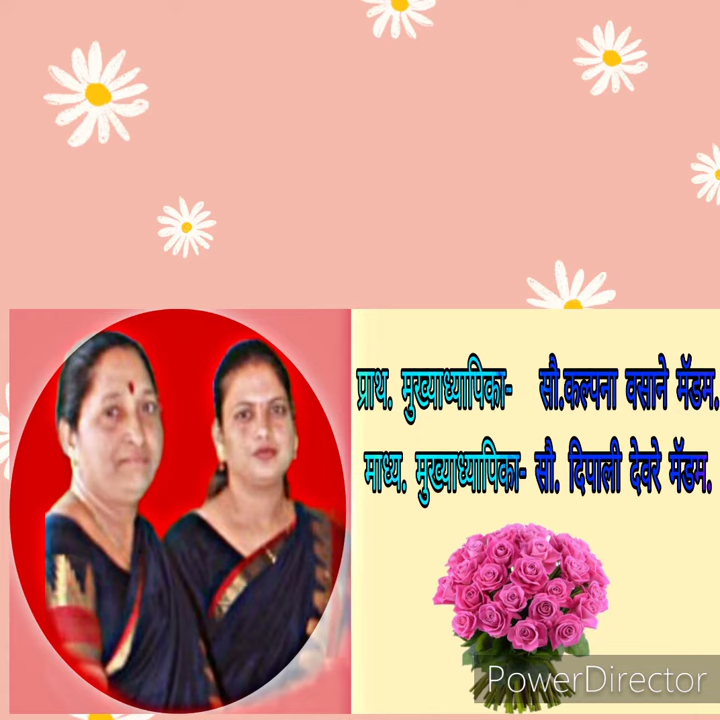 प्राथ. मुख्याध्यापिका- सौ.कल्पना वसाने मॅडम.
माध्य. मुख्याध्यापिका- सौ. दिपाली देवरे मॅडम.
PowerDirector